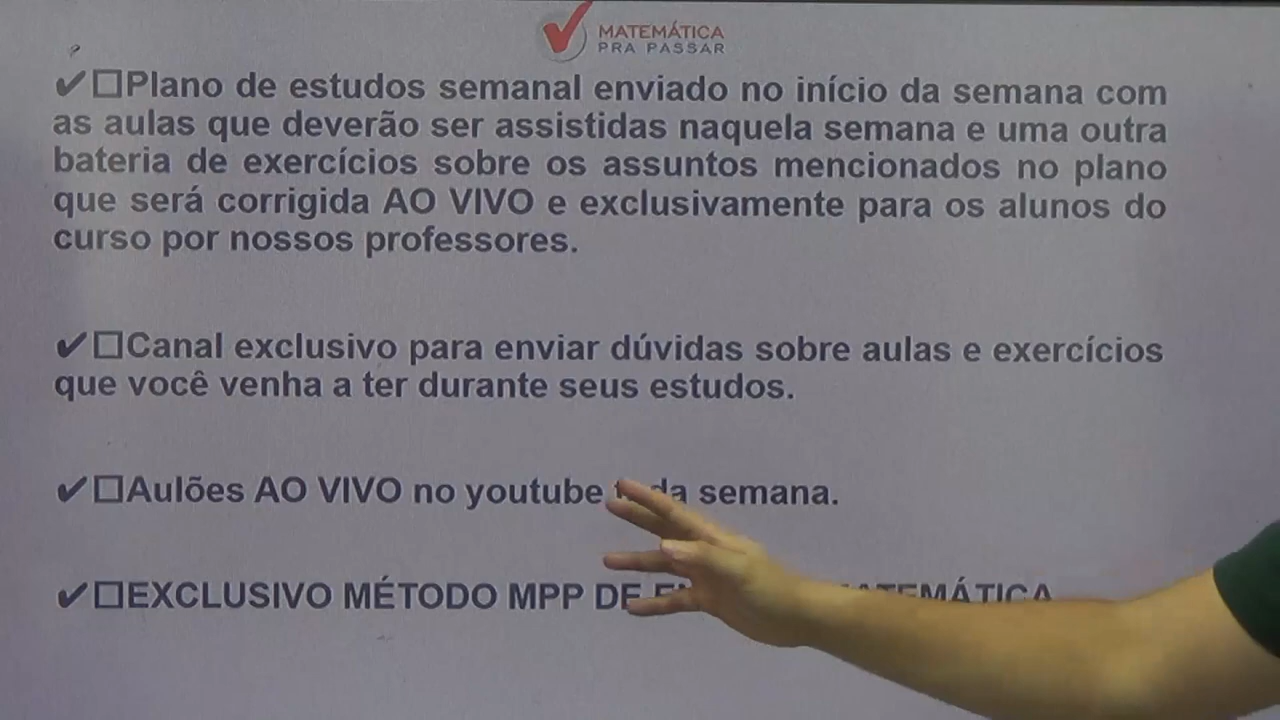 MATEMÁTICA
PRA PASSAR
✔☐Plano de estudos semanal enviado no início da semana com
as aulas que deverão ser assistidas naquela semana e uma outra
bateria de exercícios sobre os assuntos mencionados no plano
que será corrigida AO VIVO e exclusivamente para os alunos do
curso por nossos professores.
✔☐Canal exclusivo para enviar dúvidas sobre aulas e exercícios
que você venha a ter durante seus estudos.
✔☐Aulões AO VIVO no youtube semana.
✔☐EXCLUSIVO MÉTODO MPP DE MATEMÁTICA